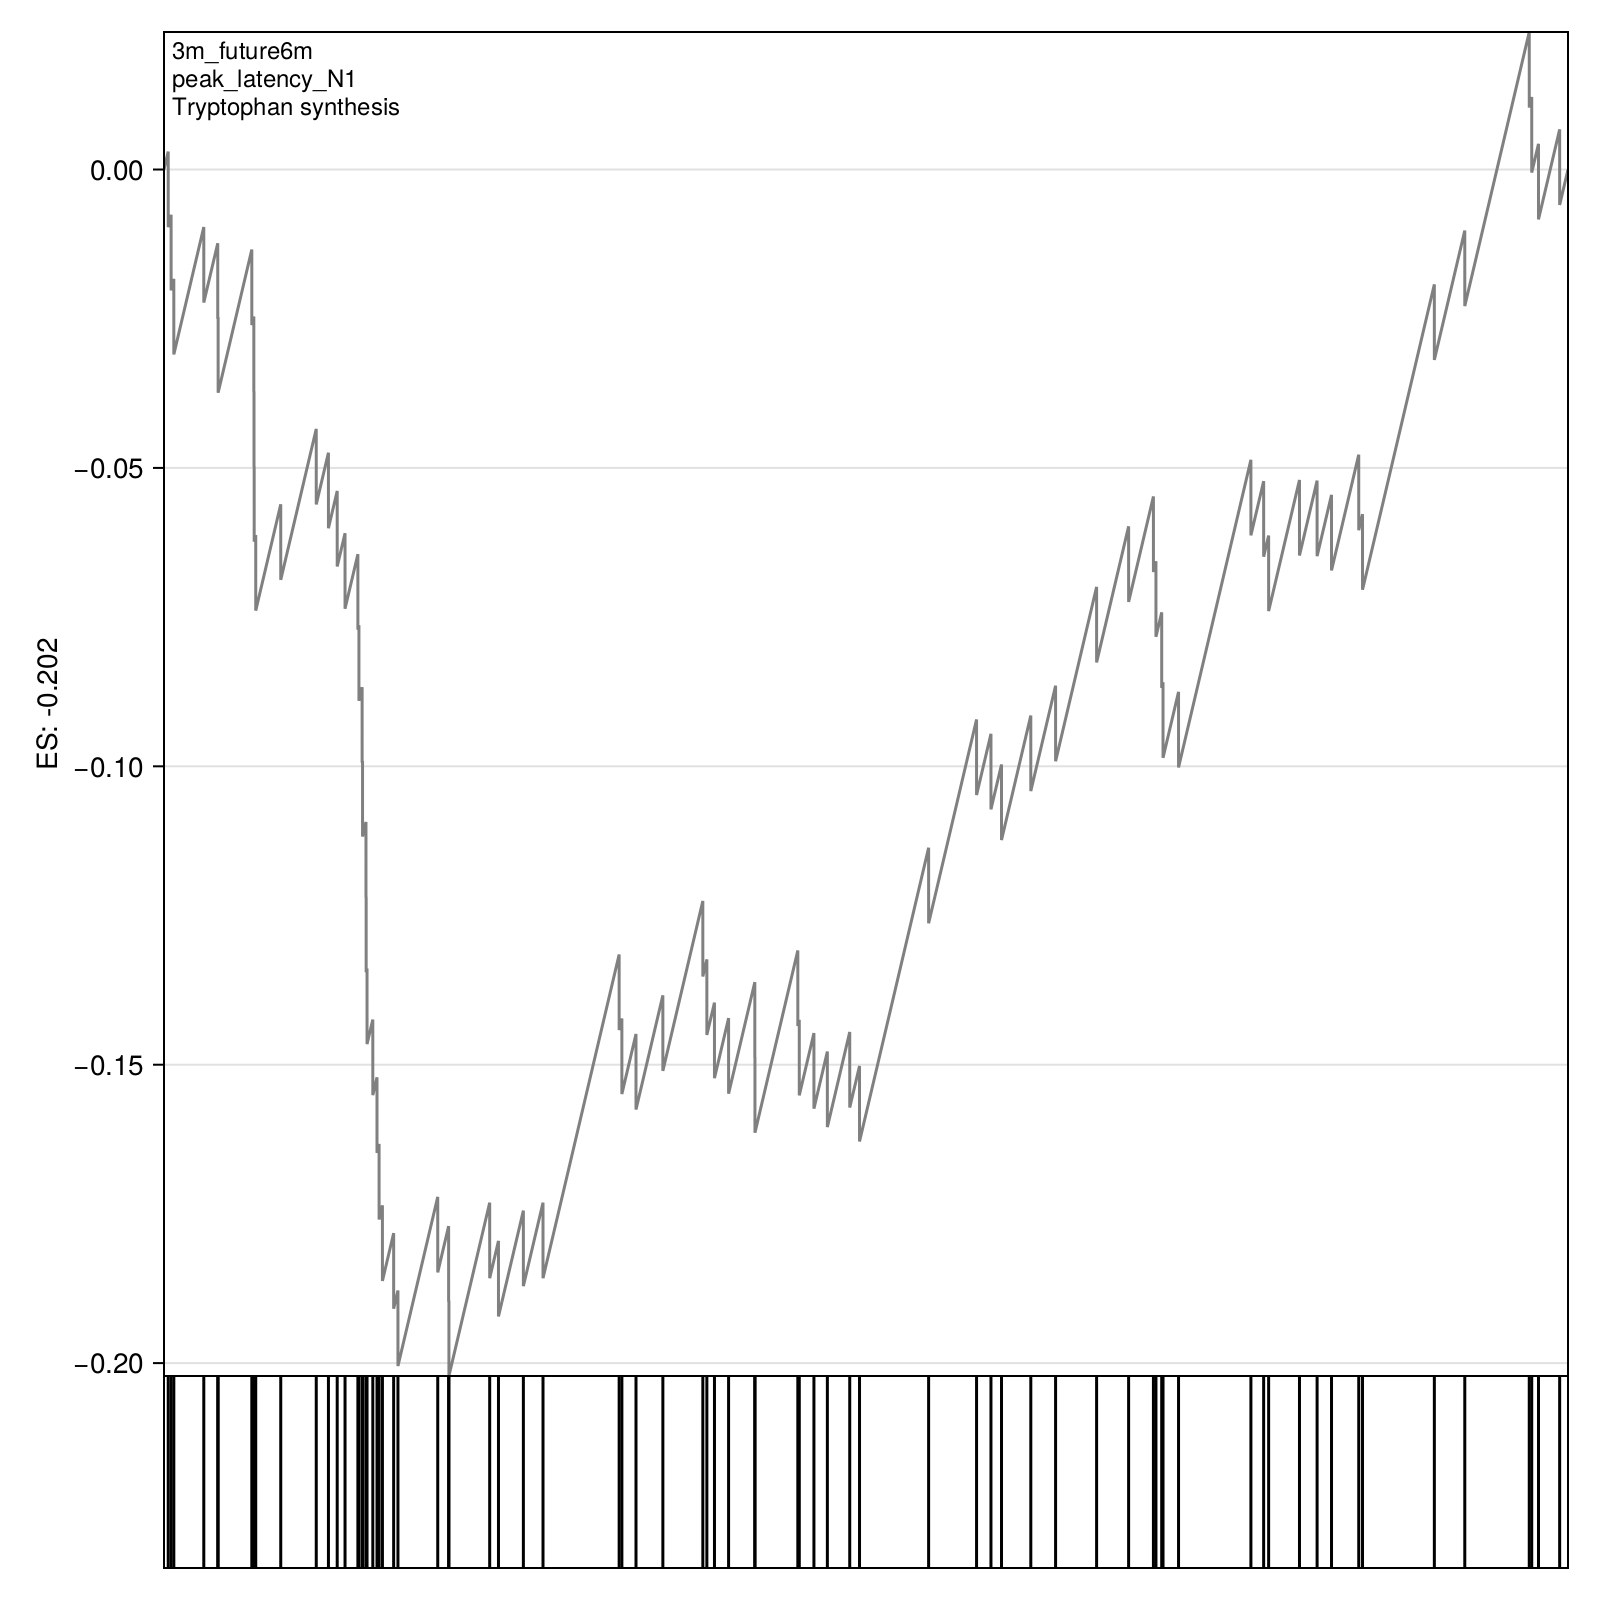 3m_future6m
peak_latency_N1
Tryptophan synthesis
0.00
−0.05
−0.10
−0.15
−0.20
ES: -0.202